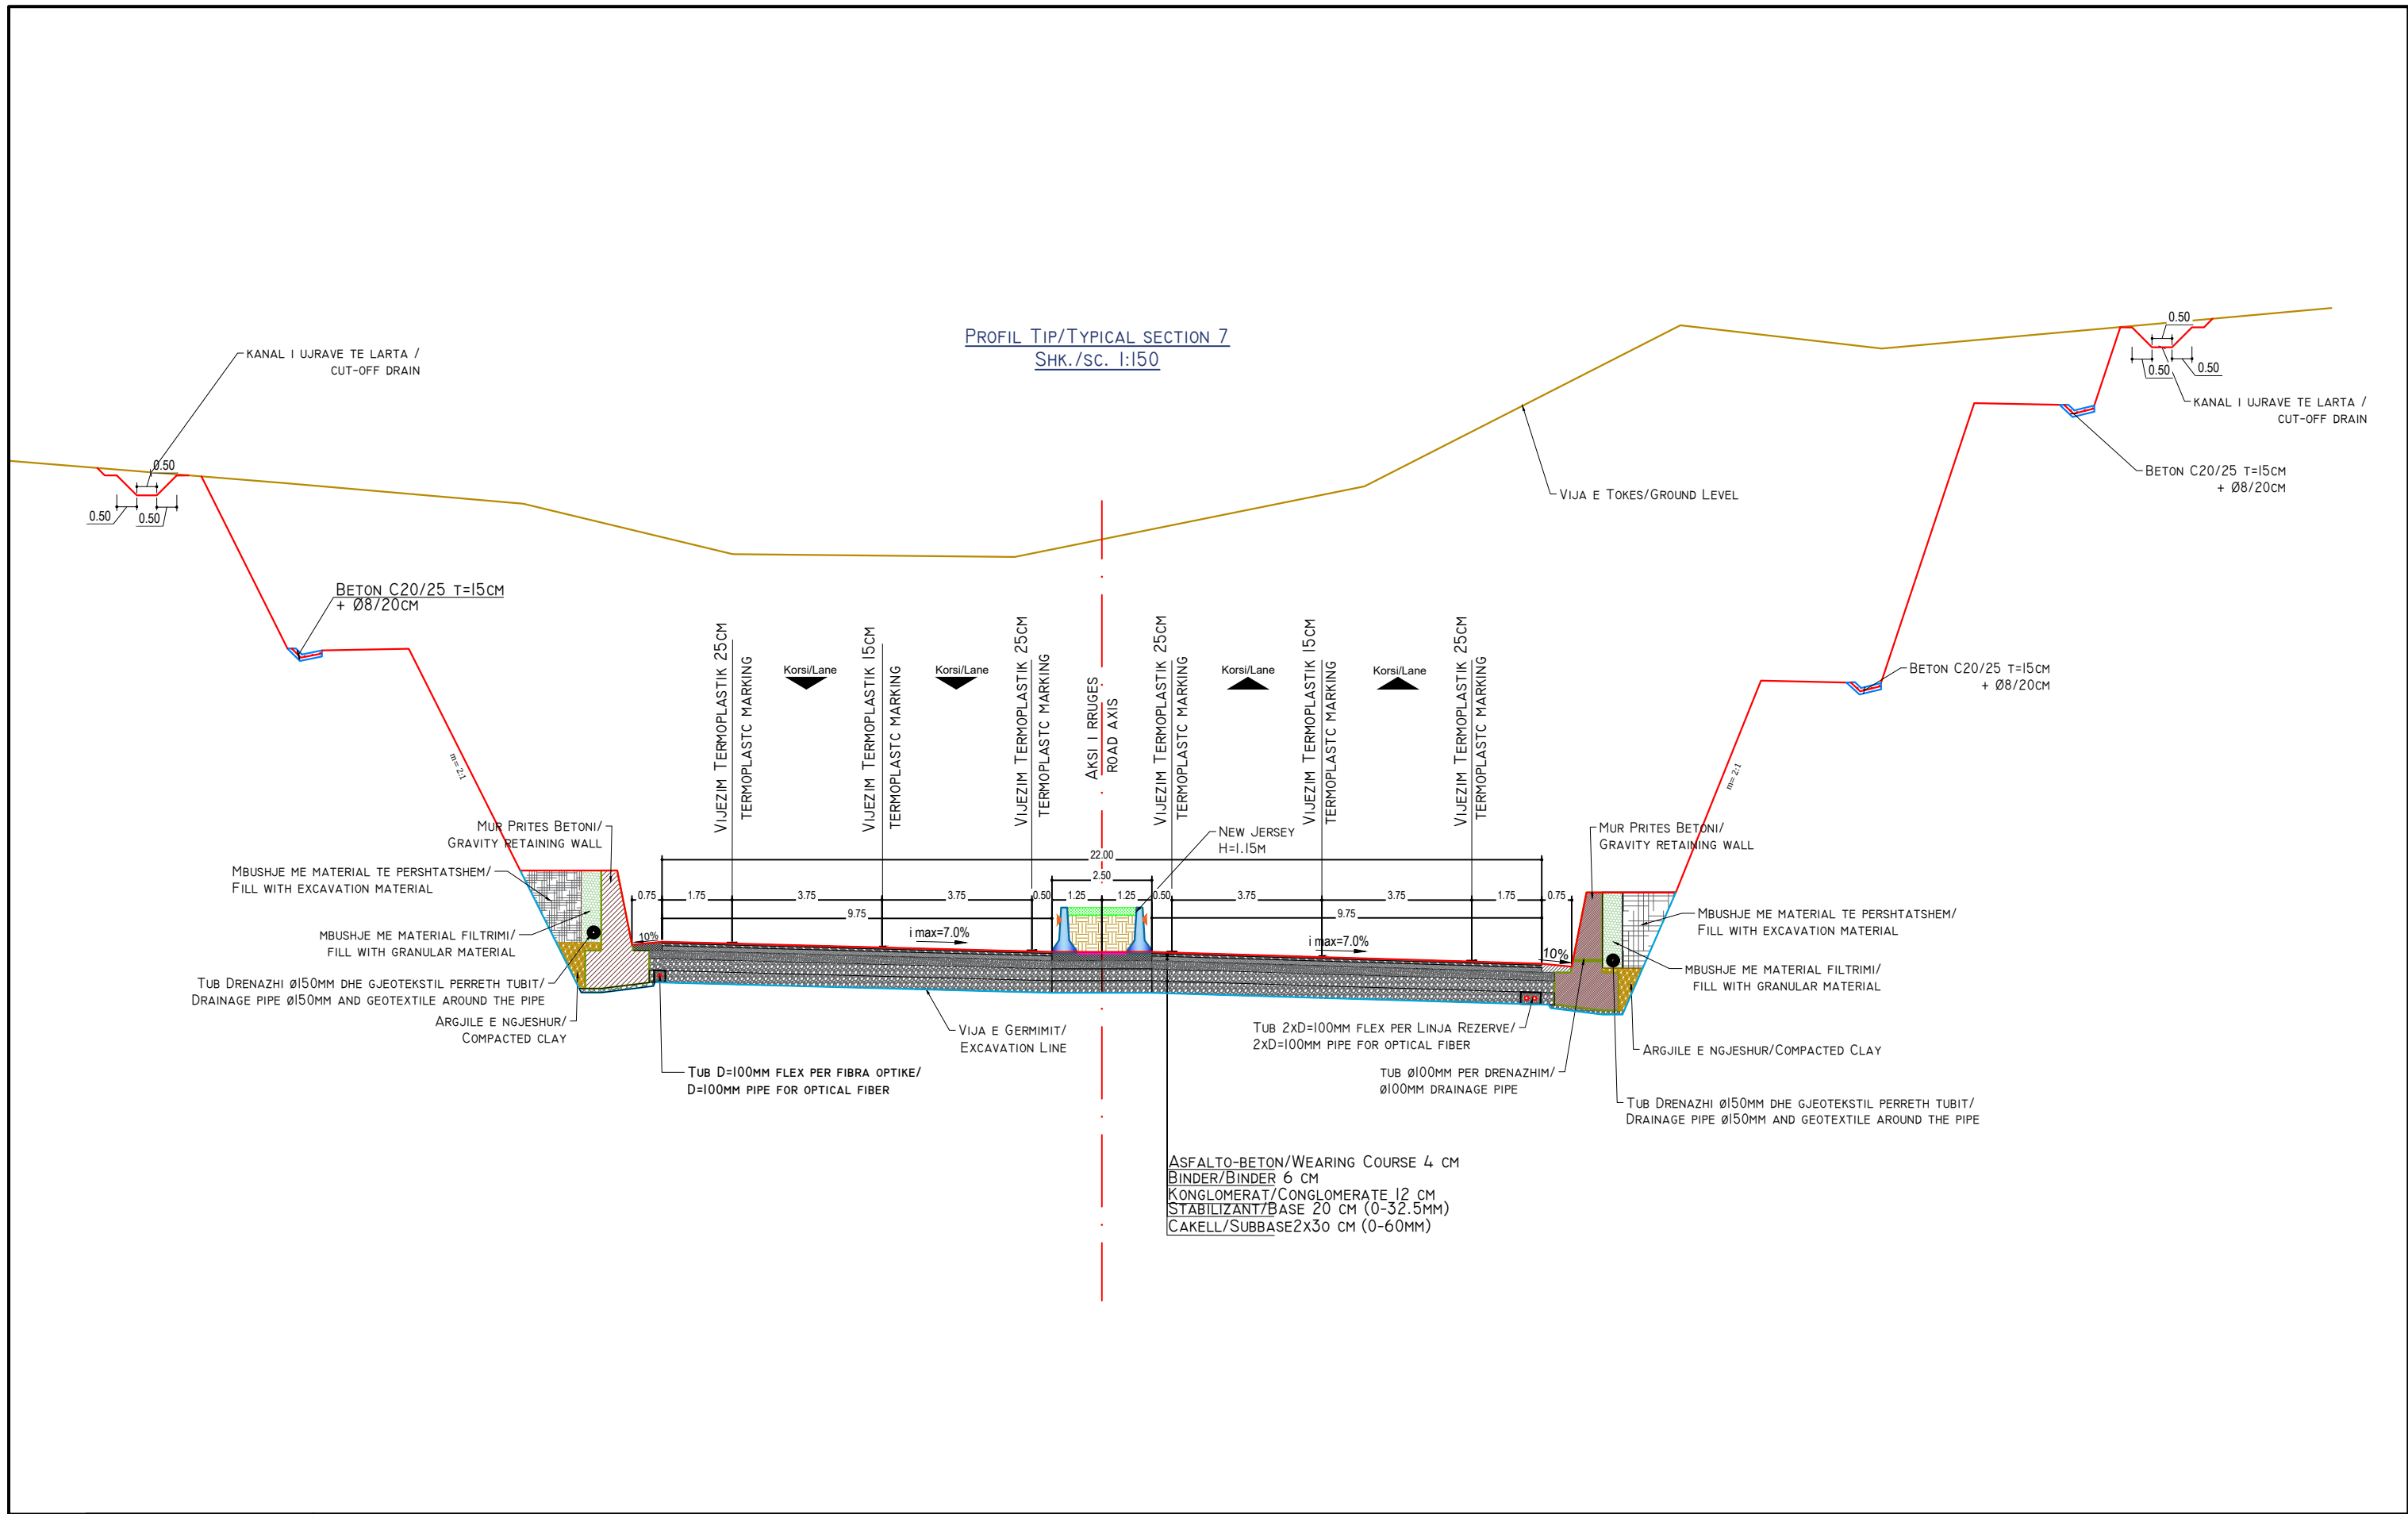 PROFIL TIP/TYPICAL SECTION 7
SHK./SC. 1:150
KANAL I UJRAVE TE LARTA /
CUT-OFF DRAIN
0.50
0.50
0.50
0.50
0.50
0.50
KANAL I UJRAVE TE LARTA /
CUT-OFF DRAIN
BETON C20/25 T=15CM
+ Ø8/20CM
VIJA E TOKES/GROUND LEVEL
BETON C20/25 T=15CM
+ Ø8/20CM
BETON C20/25 T=15CM
+ Ø8/20CM
VIJEZIM TERMOPLASTIK 25CM
TERMOPLASTC MARKING
Korsi/Lane
VIJEZIM TERMOPLASTIK 15CM
TERMOPLASTC MARKING
Korsi/Lane
VIJEZIM TERMOPLASTIK 25CM
TERMOPLASTC MARKING
AKSI I RRUGES
ROAD AXIS
VIJEZIM TERMOPLASTIK 25CM
TERMOPLASTC MARKING
Korsi/Lane
VIJEZIM TERMOPLASTIK 15CM
TERMOPLASTC MARKING
Korsi/Lane
VIJEZIM TERMOPLASTIK 25CM
TERMOPLASTC MARKING
m= 2:1
m= 2:1
MUR PRITES BETONI/
GRAVITY RETAINING WALL
NEW JERSEY
H=1.15M
MUR PRITES BETONI/
GRAVITY RETAINING WALL
22.00
2.50
MBUSHJE ME MATERIAL TE PERSHTATSHEM/
FILL WITH EXCAVATION MATERIAL
0.75
1.75
3.75
3.75
0.50
1.25
1.25
0.50
3.75
3.75
1.75
0.75
9.75
9.75
MBUSHJE ME MATERIAL TE PERSHTATSHEM/
FILL WITH EXCAVATION MATERIAL
MBUSHJE ME MATERIAL FILTRIMI/
FILL WITH GRANULAR MATERIAL
10%
i max=7.0%
i max=7.0%
10%
MBUSHJE ME MATERIAL FILTRIMI/
FILL WITH GRANULAR MATERIAL
TUB DRENAZHI Ø150MM DHE GJEOTEKSTIL PERRETH TUBIT/
DRAINAGE PIPE Ø150MM AND GEOTEXTILE AROUND THE PIPE
ARGJILE E NGJESHUR/
COMPACTED CLAY
VIJA E GERMIMIT/
EXCAVATION LINE
TUB 2XD=100MM FLEX PER LINJA REZERVE/
2XD=100MM PIPE FOR OPTICAL FIBER
ARGJILE E NGJESHUR/COMPACTED CLAY
TUB D=100MM FLEX PER FIBRA OPTIKE/
D=100MM PIPE FOR OPTICAL FIBER
TUB Ø100MM PER DRENAZHIM/
Ø100MM DRAINAGE PIPE
TUB DRENAZHI Ø150MM DHE GJEOTEKSTIL PERRETH TUBIT/
DRAINAGE PIPE Ø150MM AND GEOTEXTILE AROUND THE PIPE
ASFALTO-BETON/WEARING COURSE 4 CM
BINDER/BINDER 6 CM
KONGLOMERAT/CONGLOMERATE 12 CM
STABILIZANT/BASE 20 CM (0-32.5MM)
CAKELL/SUBBASE2X30 CM (0-60MM)